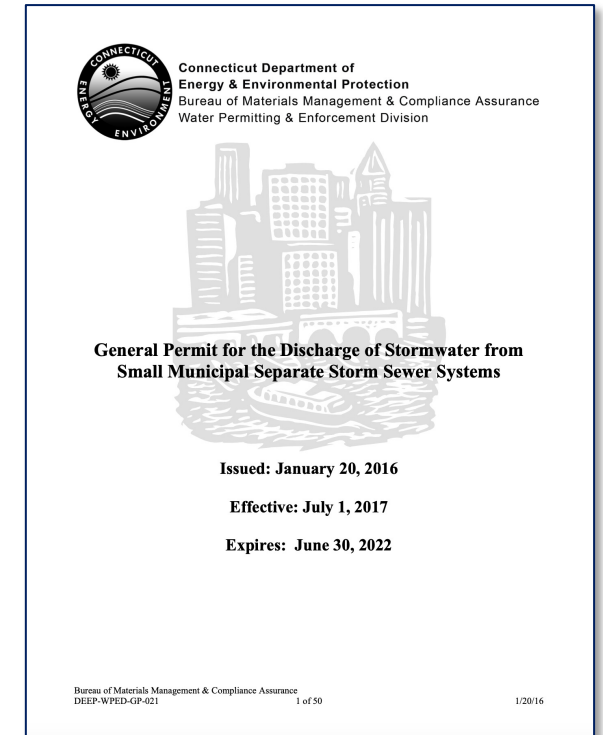 CONNECTICUT
ENERGY
ENVIRONMENT
Connecticut Department of
Energy & Environmental Protection
Bureau of Materials Management & Compliance Assurance
Water Permitting & Enforcement Division
General Permit for the Discharge of Stormwater from
Small Municipal Separate Storm Sewer Systems
Issued: January 20, 2016
Effective: July 1, 2017
Expires: June 30, 2022
Bureau of Materials Management & Compliance Assurance
DEEP-WPED-GP-021 1 of 50 1/20/16